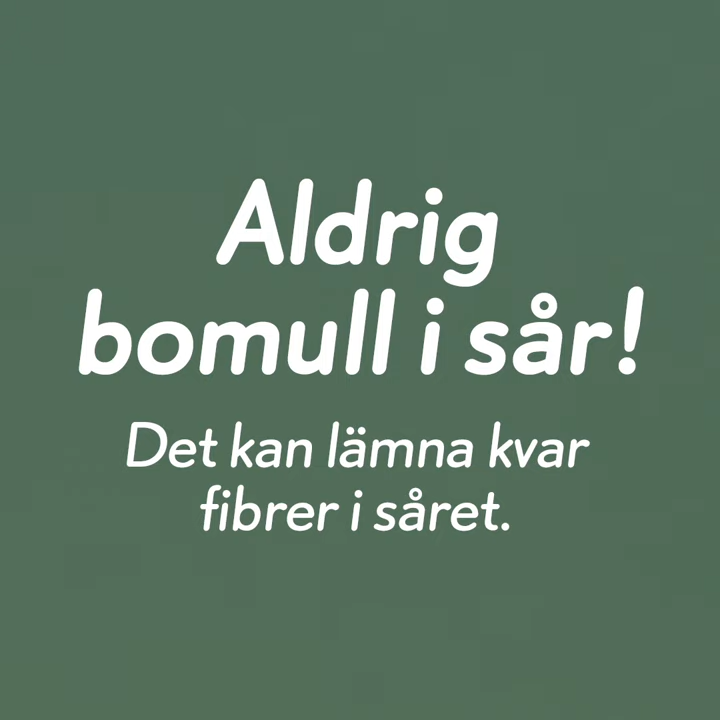 Aldrig
bomull i sår!
Det kan lämna kvar
fibrer i såret.